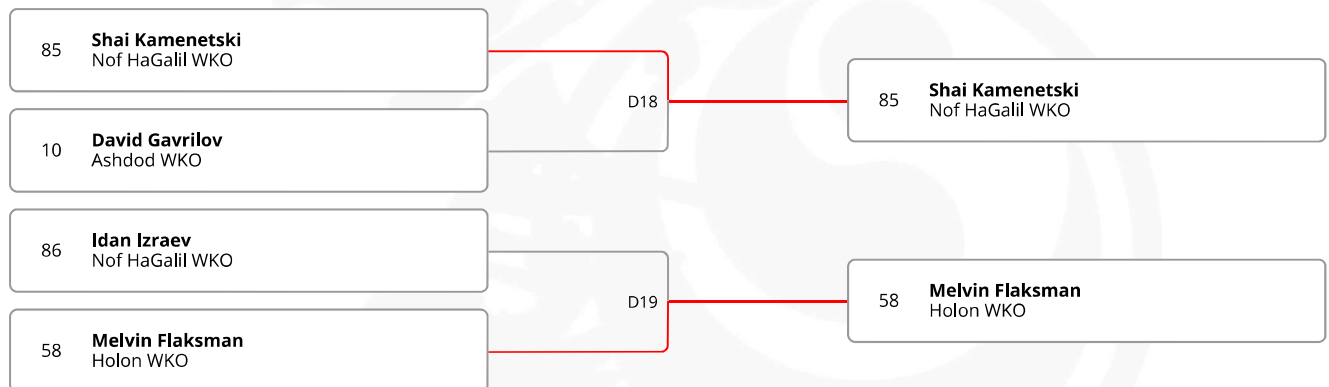 85
Shai Kamenetski
Nof HaGalil WKO
10
David Gavrilov
Ashdod WKO
D18
85
Shai Kamenetski
Nof HaGalil WKO
86
Idan Izraev
Nof HaGalil WKO
58
Melvin Flaksman
Holon WKO
D19
58
Melvin Flaksman
Holon WKO